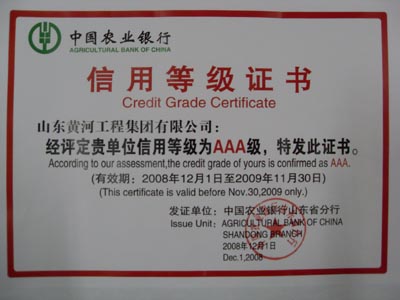 中国农业银行
AGRICULTURAL BANK OF CHINA
信用等级证书
Credit Grade Certificate
山东黄河工程集团有限公司：
经评定贵单位信用等级为AAA级，特发此证书。
According to our assessment,the credit grade of yours is confirmed as AAA.
(有效期：2008年12月1日至2009年11月30日)
(This certificate is valid before Nov.30,2009 only.)
发证单位：中国农业银行山东省分行
Issue Unit: AGRICULTURAL BANK OF CHINA
SHANDONG BRANCH
2008年12月1日
Dec.1,2008